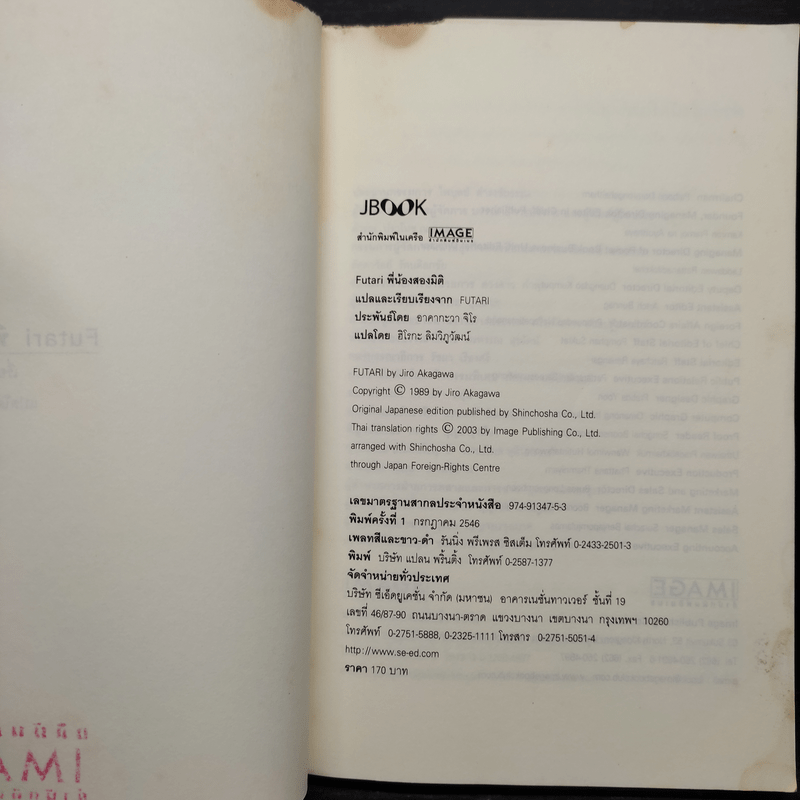 JBOOK
สำนักพิมพ์ในเครือ IMAGE
Futari พี่น้องสองมิติ
แปลและเรียบเรียงจาก FUTARI
ประพันธ์โดย อาคากะวา จิโร
แปลโดย ฮิโรกะ ลิมวิภูวัฒน์
FUTARI by Jiro Akagawa
Copyright © 1989 by Jiro Akagawa
Original Japanese edition published by Shinchosha Co., Ltd.
Thai translation rights © 2003 by Image Publishing Co., Ltd.
arranged with Shinchosha Co., Ltd.
through Japan Foreign-Rights Centre
เลขมาตรฐานสากลประจำหนังสือ 974-91347-5-3
พิมพ์ครั้งที่ 1 กรกฎาคม 2546
เพลทสีและขาว-ดำ รันนิ่ง พรีเพรส ซิสเต็ม โทรศัพท์ 0-2433-2501-3
พิมพ์ บริษัท แปลน พริ้นติ้ง โทรศัพท์ 0-2587-1377
จัดจำหน่ายทั่วประเทศ
บริษัท ซีเอ็ดยูเคชั่น จำกัด (มหาชน) อาคารเนชั่นทาวเวอร์ ชั้นที่ 19
เลขที่ 46/87-90 ถนนบางนา-ตราด แขวงบางนา เขตบางนา กรุงเทพฯ 10260
โทรศัพท์ 0-2751-5888, 0-2325-1111 โทรสาร 0-2751-5051-4
http://www.se-ed.com
ราคา 170 บาท